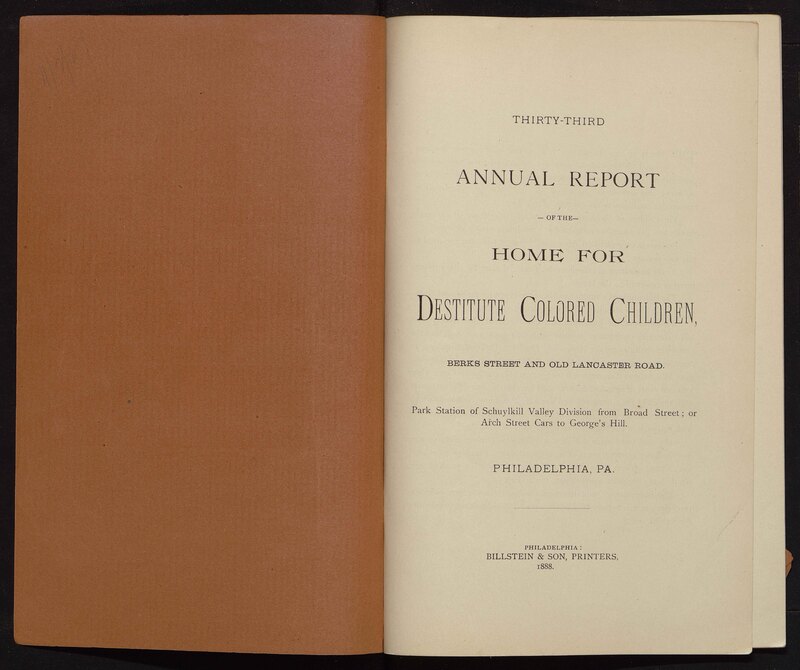 THIRTY-THIRD
ANNUAL REPORT
— OF THE—
HOME FOR
DESTITUTE COLORED CHILDREN,
BERKS STREET AND OLD LANCASTER ROAD.
Park Station of Schuylkill Valley Division from Broad Street; or
Arch Street Cars to George's Hill.
PHILADELPHIA, PA.
PHILADELPHIA:
BILLSTEIN & SON, PRINTERS,
1888.